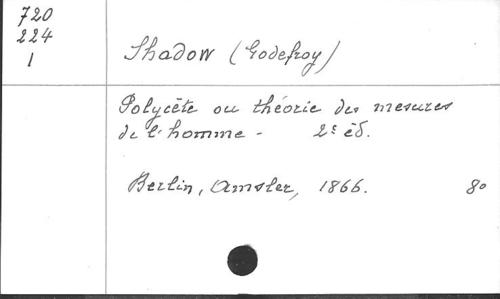 720
224
1
Shadow (Godefroy)
Polycète ou théorie des mesures
de l'homme - 2e éd.
Berlin, Amsler, 1866. 8o